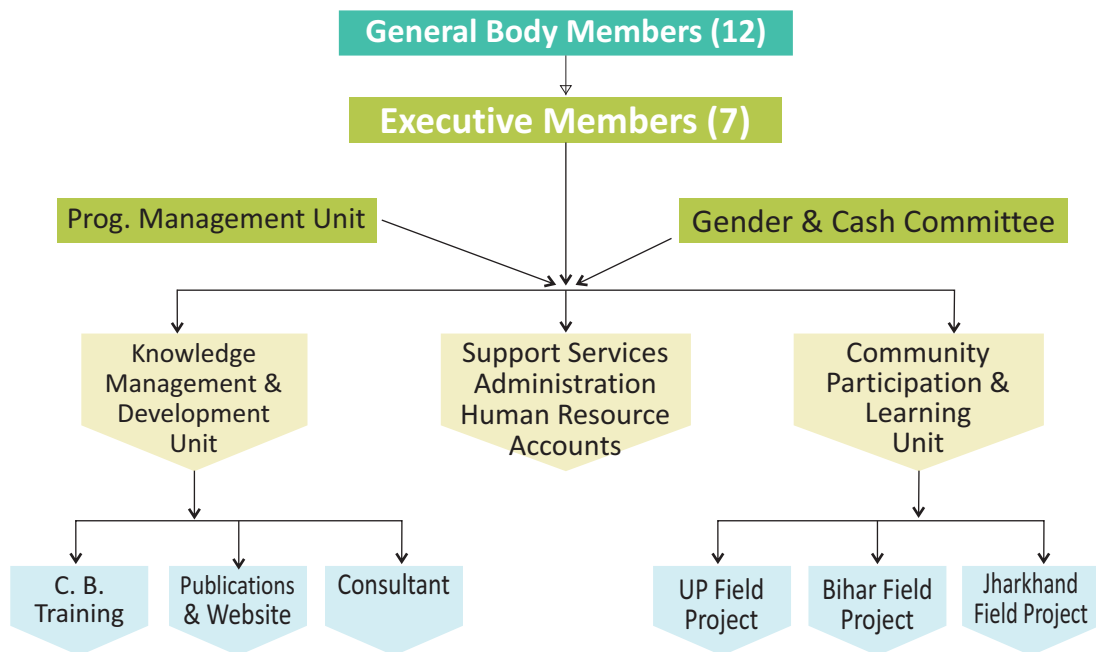 General Body Members (12)
Executive Members (7)
Prog. Management Unit
Gender & Cash Committee
Knowledge
Management &
Development
Unit
Support Services
Administration
Human Resource
Accounts
Community
Participation &
Learning
Unit
C. B.
Training
Publications
& Website
Consultant
UP Field
Project
Bihar Field
Project
Jharkhand
Field Project